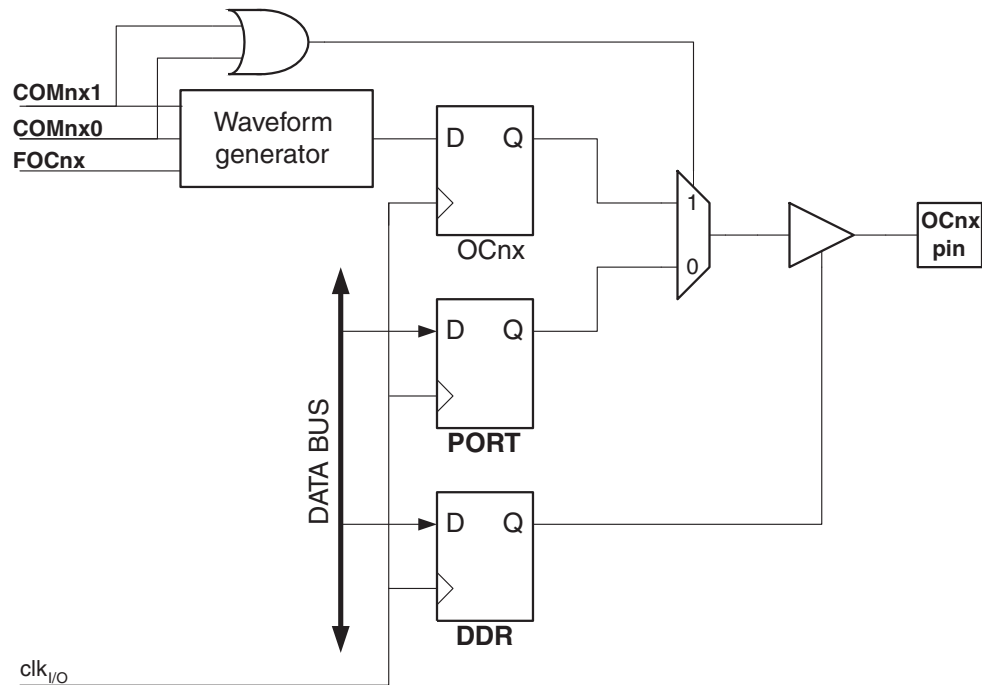 COMnx1
COMnx0
FOCnx
Waveform
generator
D Q
OCnx
1
0
OCnx
pin
D Q
PORT
DATA BUS
D Q
DDR
clkI/O